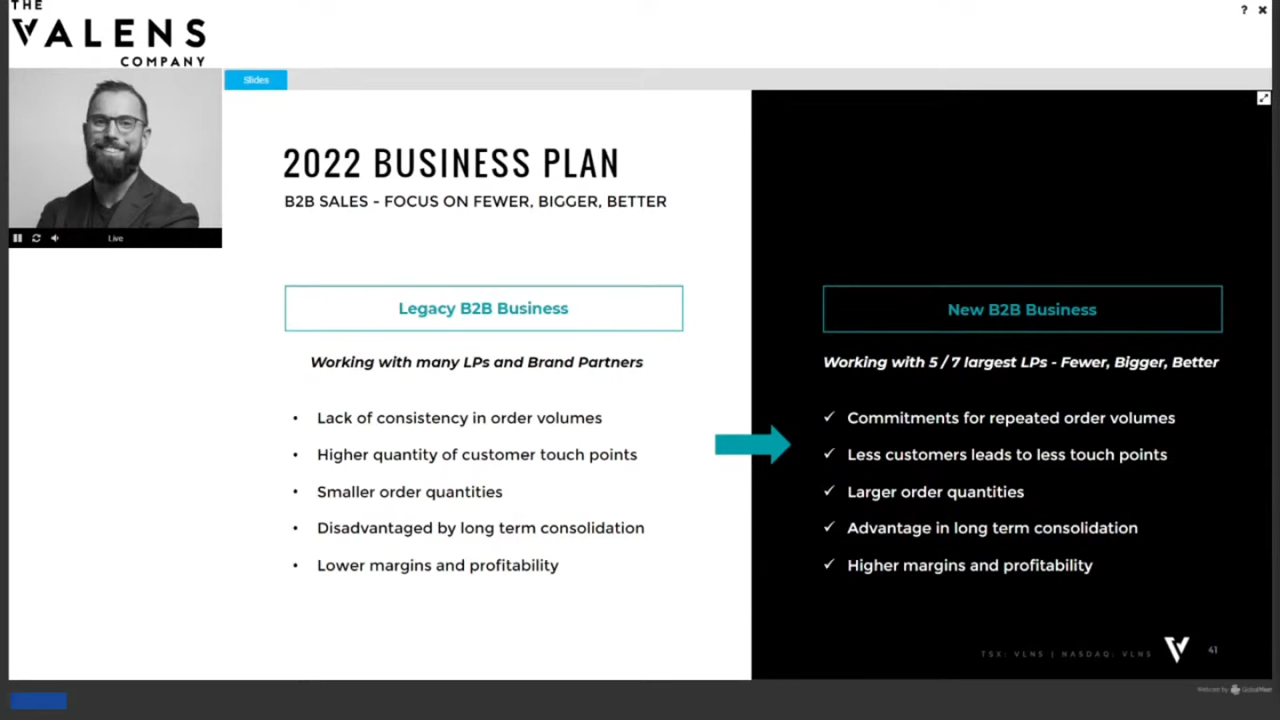 THE
VALENS
COMPANY
? ×
Slides
Live
2022 BUSINESS PLAN
B2B SALES - FOCUS ON FEWER, BIGGER, BETTER
Legacy B2B Business
Working with many LPs and Brand Partners
• Lack of consistency in order volumes
• Higher quantity of customer touch points
• Smaller order quantities
• Disadvantaged by long term consolidation
• Lower margins and profitability
New B2B Business
Working with 5 / 7 largest LPs - Fewer, Bigger, Better
✓ Commitments for repeated order volumes
✓ Less customers leads to less touch points
✓ Larger order quantities
✓ Advantage in long term consolidation
✓ Higher margins and profitability
TSX: VLNS | NASDAQ: VLNS
41
Webcast by GlobalMeet